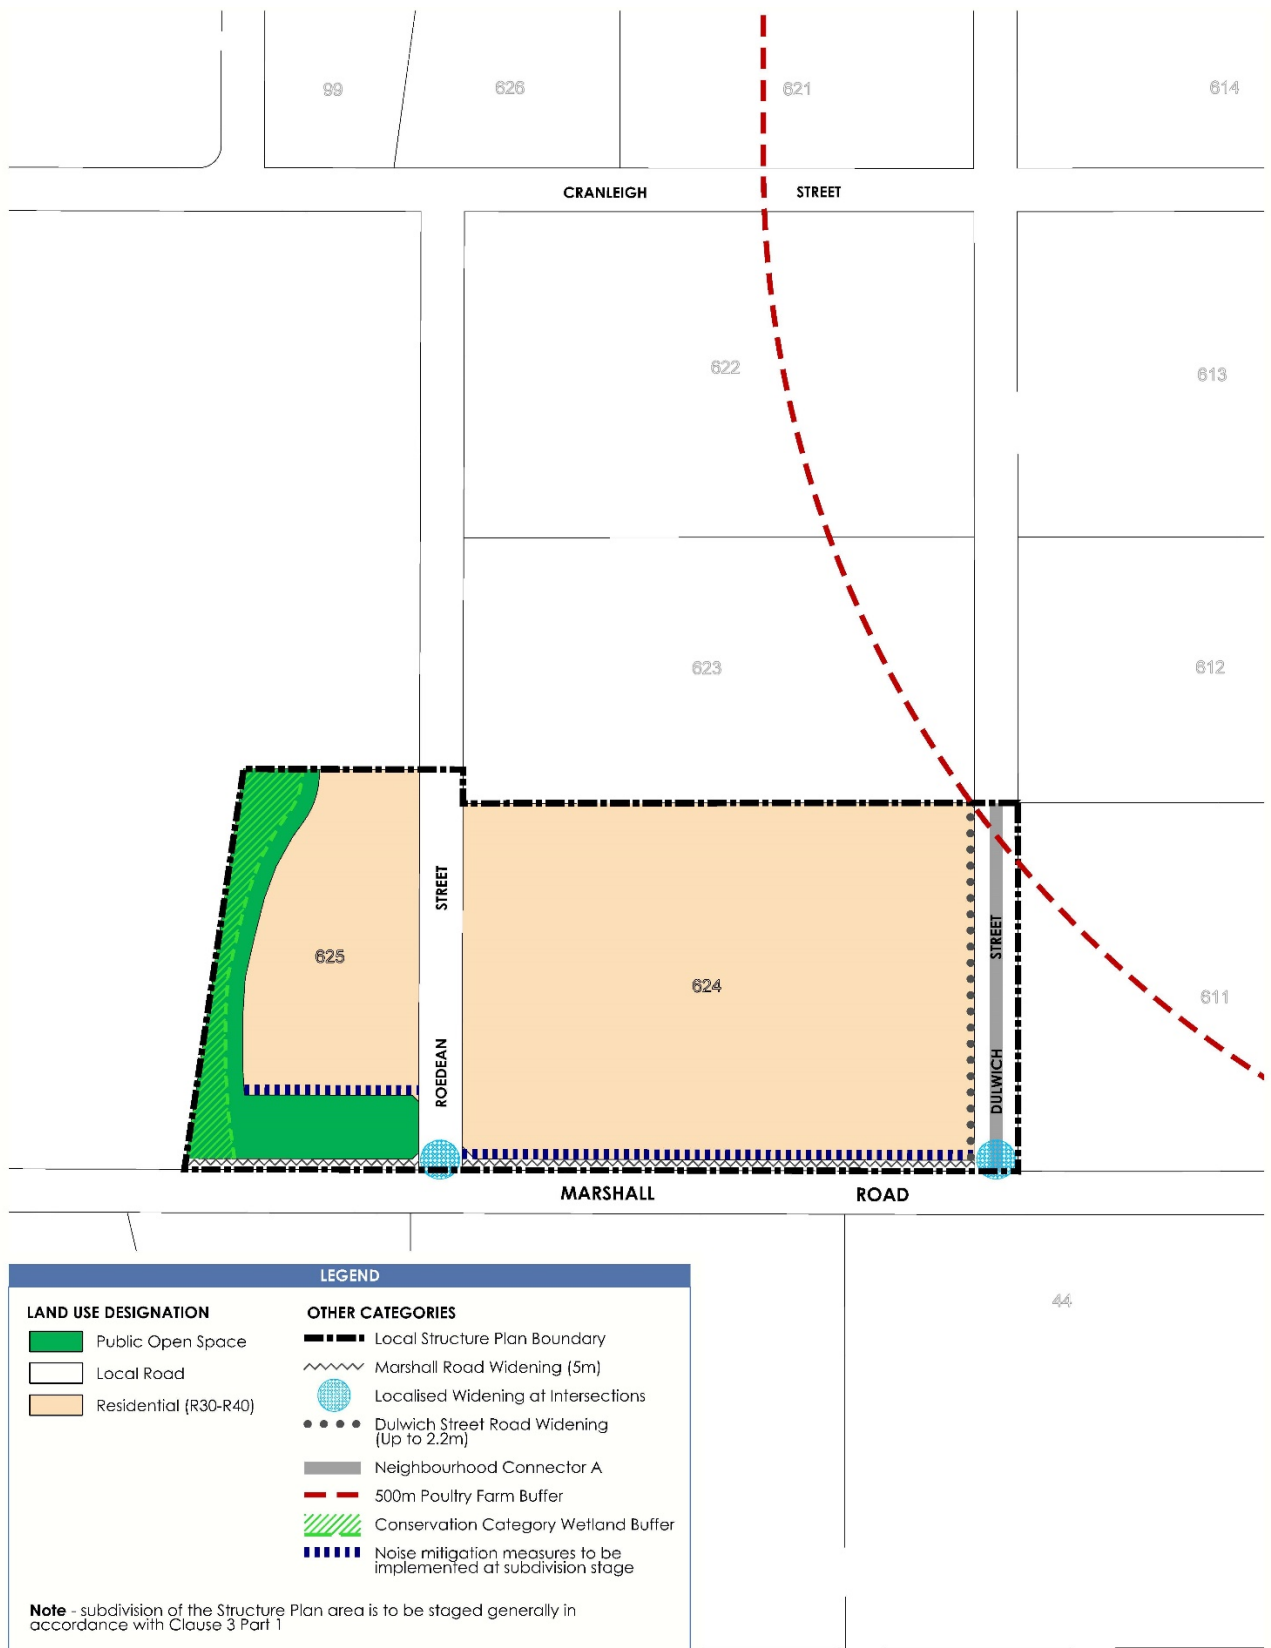 99
626
621
614
CRANLEIGH STREET
622
613
623
612
STREET
625
624
STREET
611
ROEDEAN
DULWICH
MARSHALL ROAD
44
LEGEND
LAND USE DESIGNATION
Public Open Space
Local Road
Residential (R30-R40)
OTHER CATEGORIES
Local Structure Plan Boundary
Marshall Road Widening (5m)
Localised Widening at Intersections
Dulwich Street Road Widening
(Up to 2.2m)
Neighbourhood Connector A
500m Poultry Farm Buffer
Conservation Category Wetland Buffer
Noise mitigation measures to be
implemented at subdivision stage
Note - subdivision of the Structure Plan area is to be staged generally in
accordance with Clause 3 Part 1